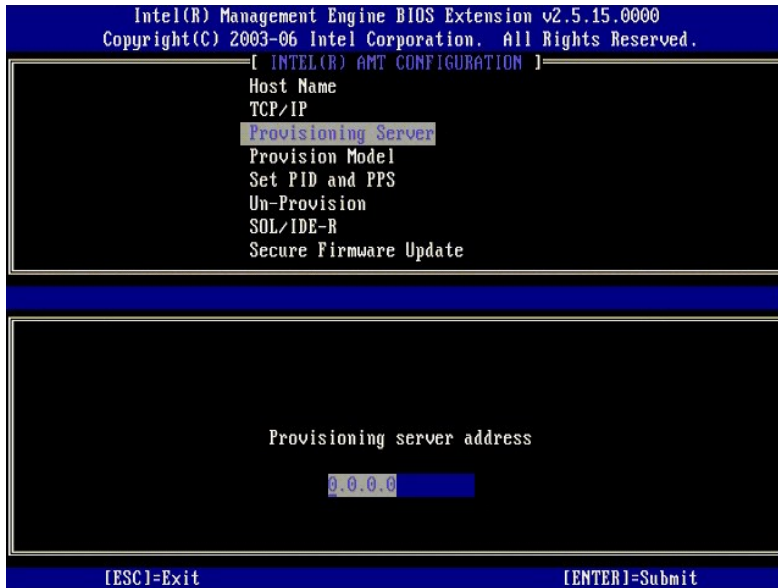 Intel(R) Management Engine BIOS Extension v2.5.15.0000
Copyright(C) 2003-06 Intel Corporation. All Rights Reserved.
[ INTEL(R) AMT CONFIGURATION ]
Host Name
TCP/IP
Provisioning Server
Provision Model
Set PID and PPS
Un-Provision
SOL/IDE-R
Secure Firmware Update
Provisioning server address
0.0.0.0
[ESC]=Exit [ENTER]=Submit